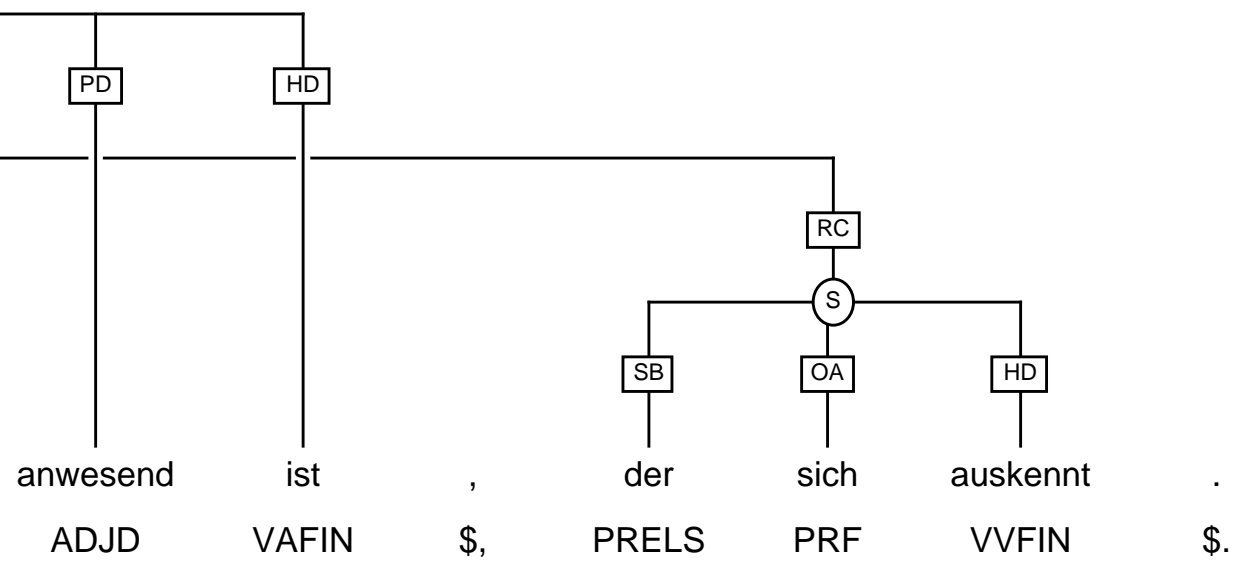 PD HD
RC
S
SB OA HD
anwesend ist , der sich auskennt .
ADJD VAFIN $, PRELS PRF VVFIN $.